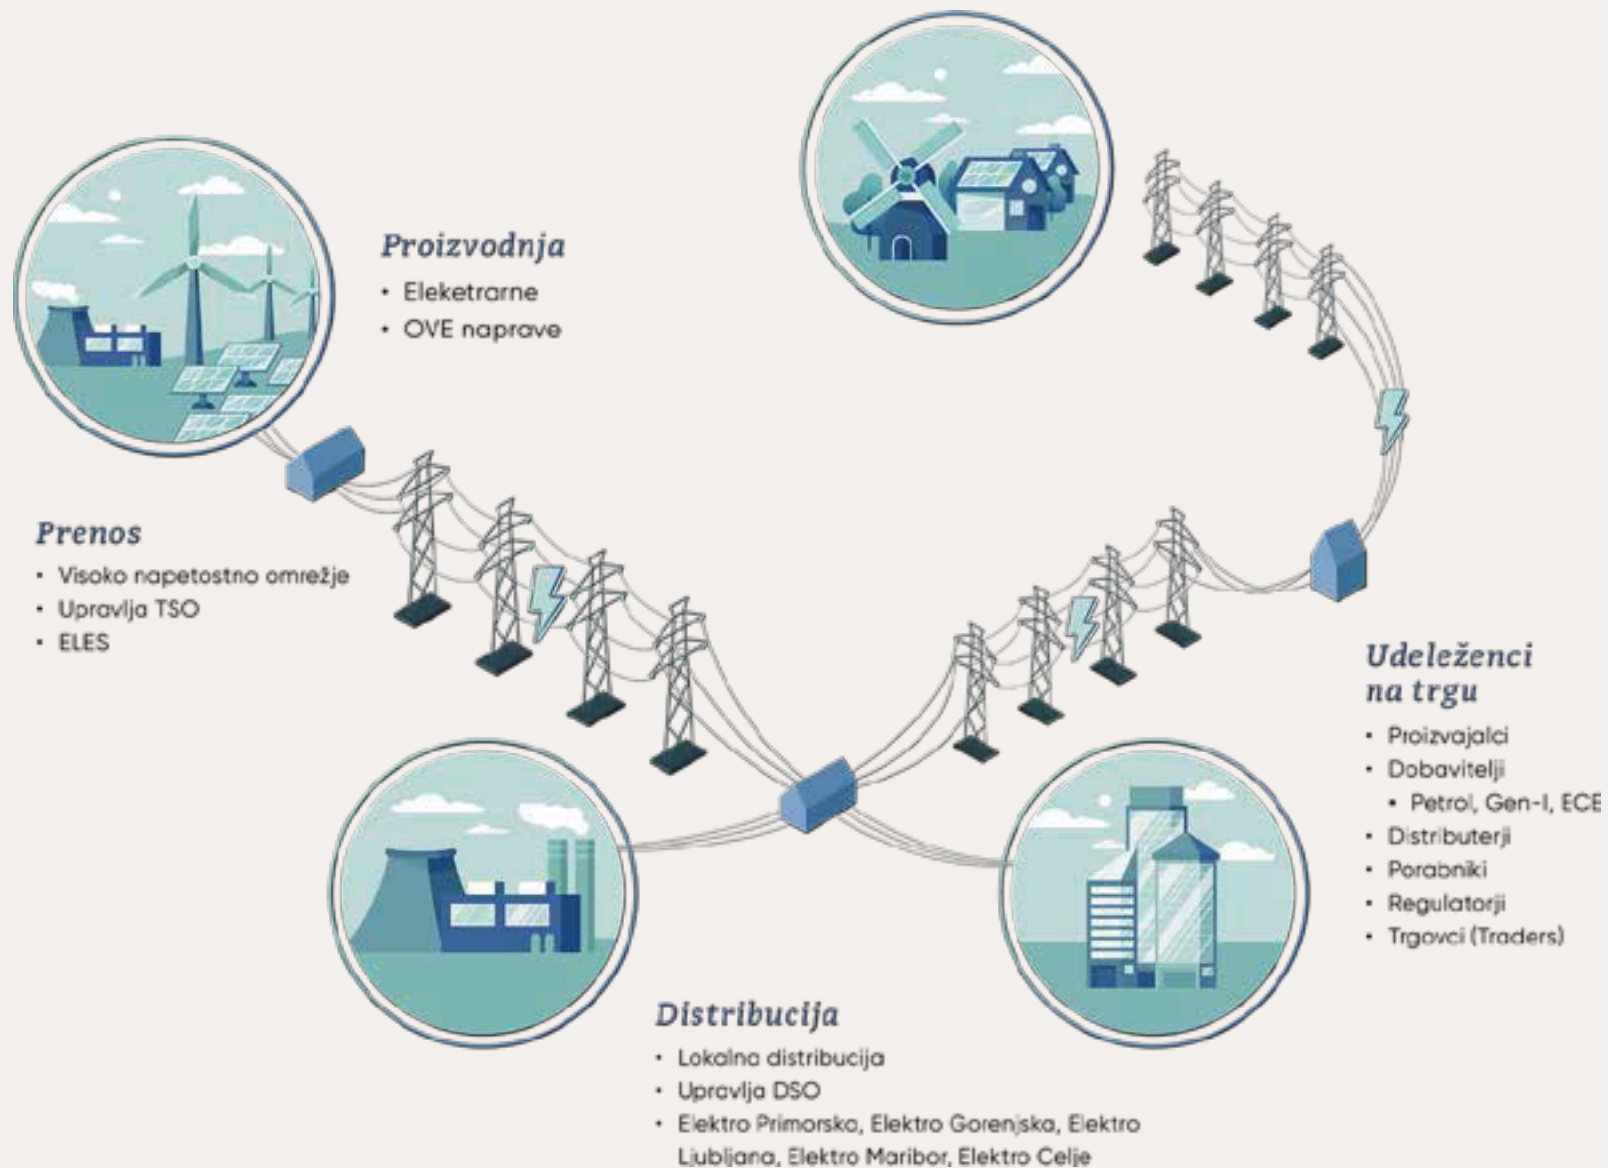 Proizvodnja
• Eleketrarne
• OVE naprave
Prenos
• Visoko napetostno omrežje
• Upravlja TSO
• ELES
Udeleženci
na trgu
• Proizvajalci
• Dobavitelji
▪ Petrol, Gen-I, ECE
• Distributerji
• Porabniki
• Regulatorji
• Trgovci (Traders)
Distribucija
• Lokalna distribucija
• Upravlja DSO
• Elektro Primorska, Elektro Gorenjska, Elektro
Ljubljana, Elektro Maribor, Elektro Celje